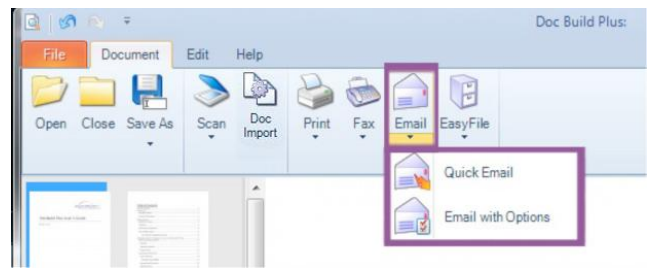 Doc Build Plus:
File Document Edit Help
Open Close Save As Scan Doc Import Print Fax Email EasyFile
Quick Email
Email with Options